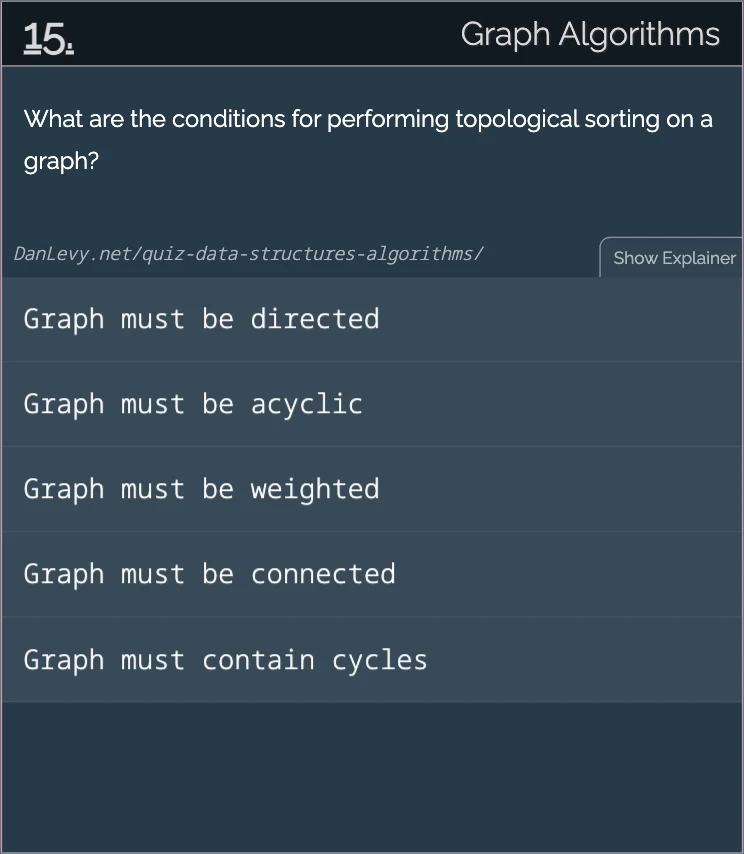 15.
Graph Algorithms
What are the conditions for performing topological sorting on a
graph?
DanLevy.net/quiz-data-structures-algorithms/
Show Explainer
Graph must be directed
Graph must be acyclic
Graph must be weighted
Graph must be connected
Graph must contain cycles